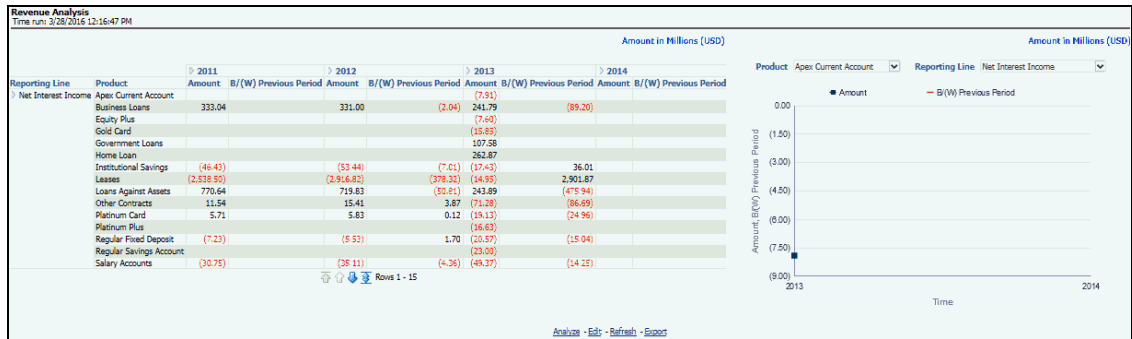 Revenue Analysis
Time run: 3/28/2016 12:16:47 PM
Amount in Millions (USD)
2011 2012 2013 2014
Reporting Line Product Amount B/(W) Previous Period Amount B/(W) Previous Period Amount B/(W) Previous Period Amount B/(W) Previous Period
Net Interest Income Apex Current Account (7.91)
Business Loans 333.04 331.00 (2.04) 241.79 (89.20)
Equity Plus (7.60)
Gold Card (15.85)
Government Loans 107.58
Home Loan 262.87
Institutional Savings (46.43) (53.44) (7.01) (17.43) 36.01
Leases (2,538.50) (2,916.82) (378.32) (14.95) 2,901.87
Loans Against Assets 770.64 719.83 (50.81) 243.89 (475.94)
Other Contracts 11.54 15.41 3.87 (71.28) (86.69)
Platinum Card 5.71 5.83 0.12 (19.13) (24.96)
Platinum Plus (16.63)
Regular Fixed Deposit (7.23) (5.53) 1.70 (20.57) (15.04)
Regular Savings Account (23.00)
Salary Accounts (30.75) (35.11) (4.36) (49.37) (14.25)
Rows 1 - 15
Amount in Millions (USD)
Product Apex Current Account Reporting Line Net Interest Income
Amount B/(W) Previous Period
Amount, B/(W) Previous Period
0.00
(1.50)
(3.00)
(4.50)
(6.00)
(7.50)
(9.00)
2013 2014
Time
Analyze - Edit - Refresh - Export